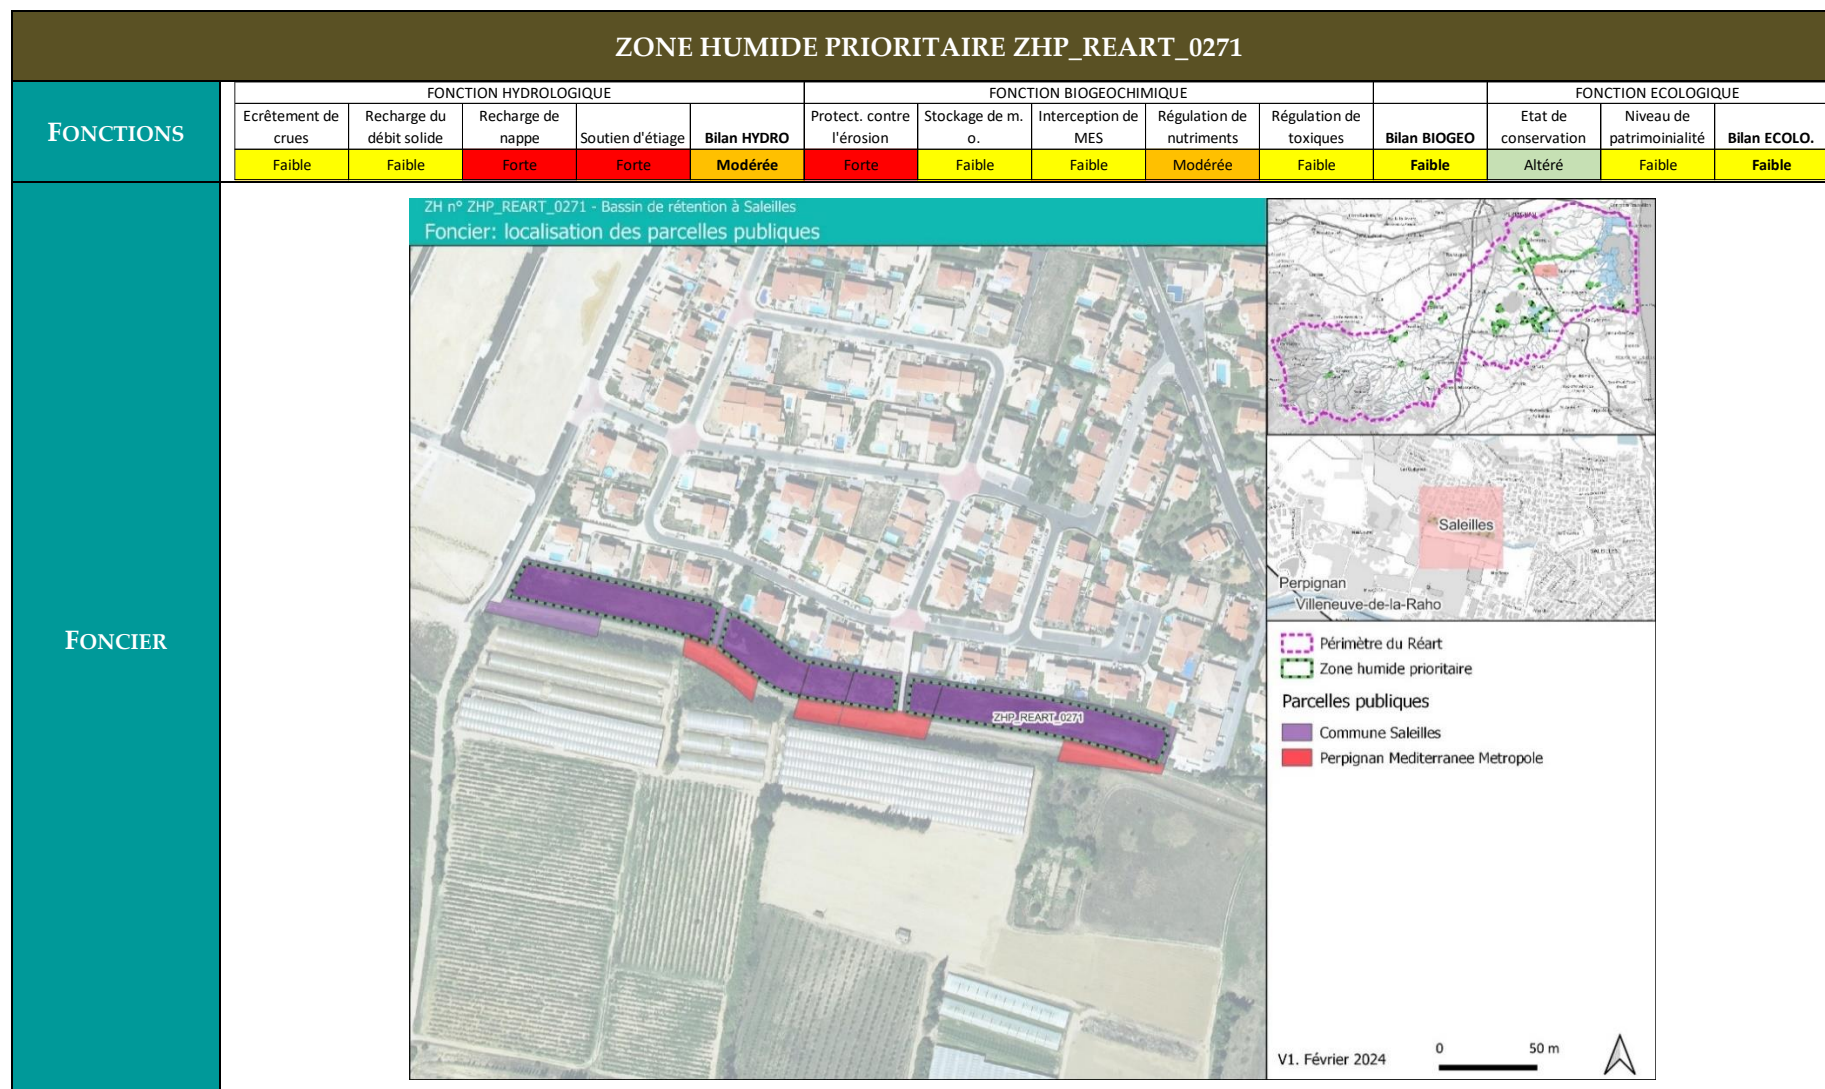 ZONE HUMIDE PRIORITAIRE ZHP_REART_0271
FONCTIONS
FONCTION HYDROLOGIQUE
FONCTION BIOGEOCHIMIQUE
FONCTION ECOLOGIQUE
Ecrêtement de crues
Recharge du débit solide
Recharge de nappe
Soutien d'étiage
Bilan HYDRO
Protect. contre l'érosion
Stockage de m. o.
Interception de MES
Régulation de nutriments
Régulation de toxiques
Bilan BIOGEO
Etat de conservation
Niveau de patrimoinialité
Bilan ECOLO.
Faible
Faible
Forte
Forte
Modérée
Forte
Faible
Faible
Modérée
Faible
Faible
Altéré
Faible
Faible
FONCIER
ZH n° ZHP_REART_0271 - Bassin de rétention à Saleilles
Foncier: localisation des parcelles publiques
ZHP_REART_0271
Saleilles
SALEILLES
Perpignan
Villeneuve-de-la-Raho
Périmètre du Réart
Zone humide prioritaire
Parcelles publiques
Commune Saleilles
Perpignan Mediterranee Metropole
V1. Février 2024
0 50 m